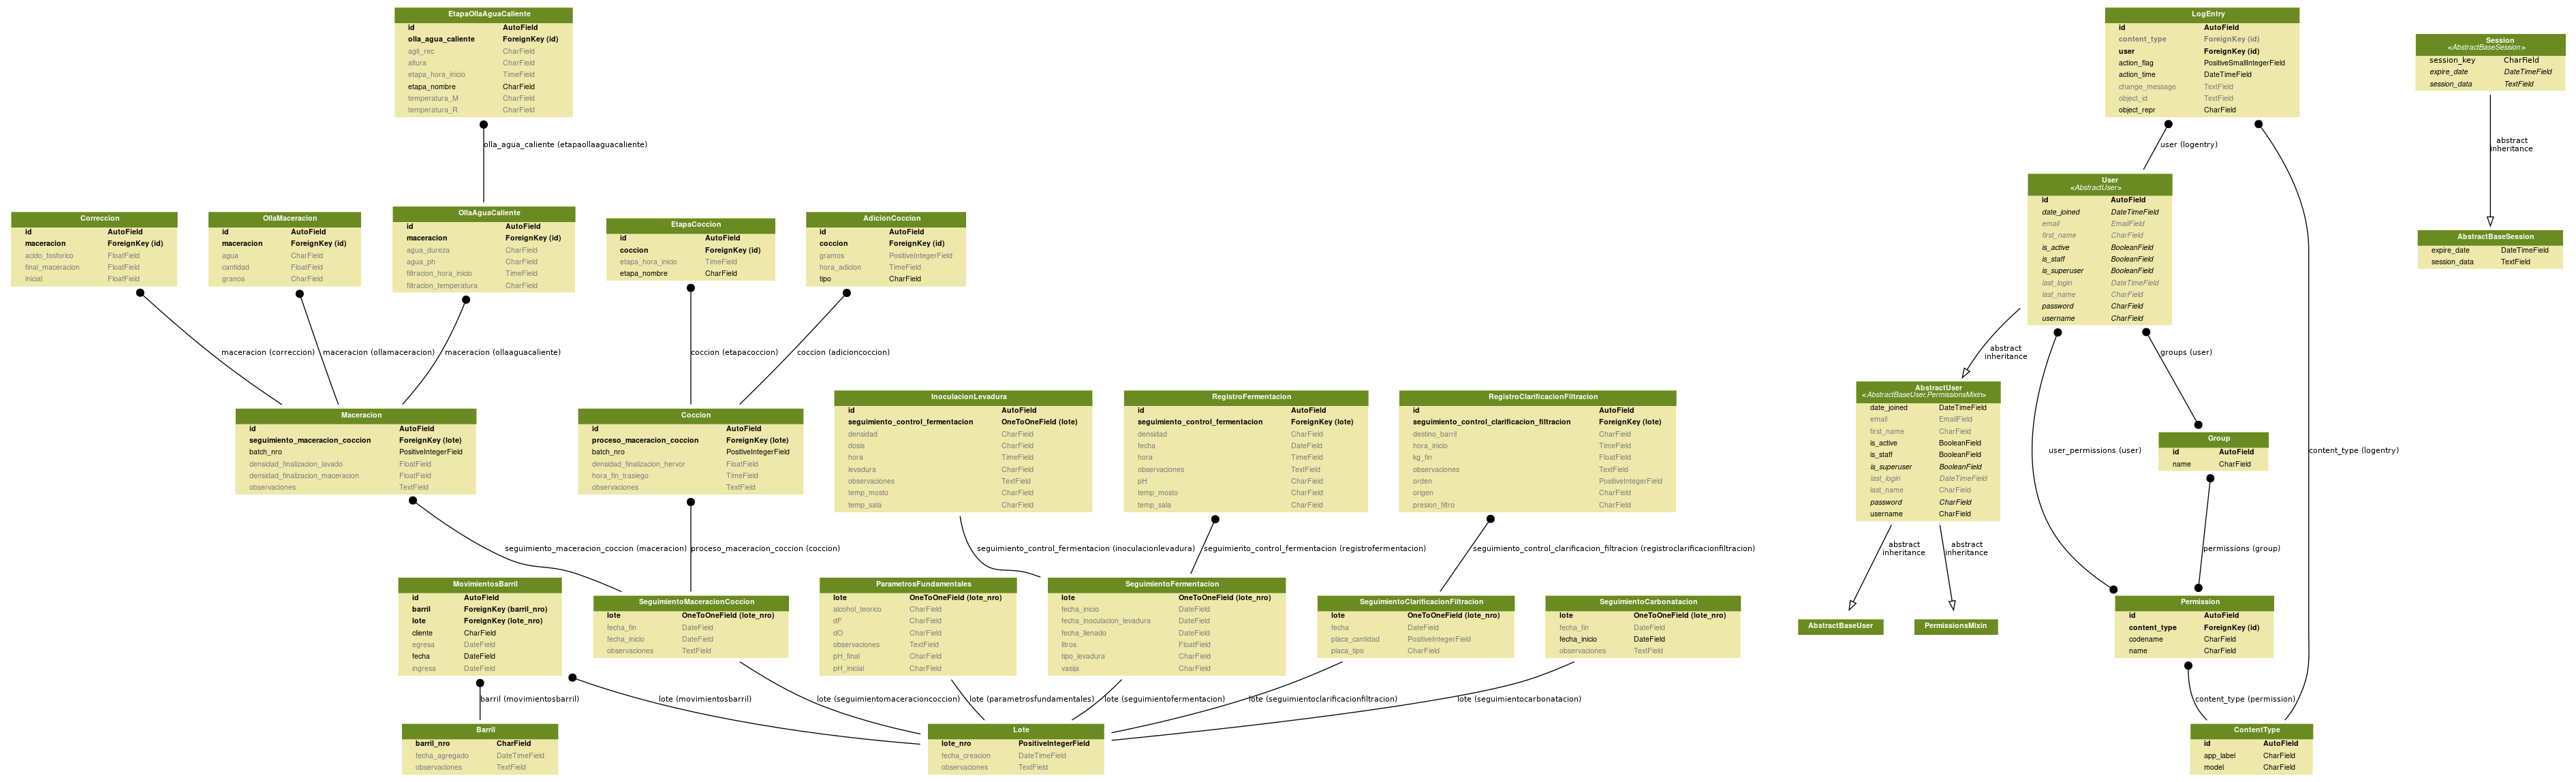 EtapaOllaAguaCaliente
id AutoField
olla_agua_caliente ForeignKey (id)
agit_rec CharField
altura CharField
etapa_hora_inicio TimeField
etapa_nombre CharField
temperatura_M CharField
temperatura_R CharField
olla_agua_caliente (etapaollaaguacaliente)
LogEntry
id AutoField
content_type ForeignKey (id)
user ForeignKey (id)
action_flag PositiveSmallIntegerField
action_time DateTimeField
change_message TextField
object_id TextField
object_repr CharField
user (logentry)
Session
<AbstractBaseSession>
session_key CharField
expire_date DateTimeField
session_data TextField
abstract
inheritance
AbstractBaseSession
expire_date DateTimeField
session_data TextField
User
<AbstractUser>
id AutoField
date_joined DateTimeField
email EmailField
first_name CharField
is_active BooleanField
is_staff BooleanField
is_superuser BooleanField
last_login DateTimeField
last_name CharField
password CharField
username CharField
Correccion
id AutoField
maceracion ForeignKey (id)
acido_fosforico FloatField
final_maceracion FloatField
inicial FloatField
OllaMaceracion
id AutoField
maceracion ForeignKey (id)
agua CharField
cantidad FloatField
granos CharField
OllaAguaCaliente
id AutoField
maceracion ForeignKey (id)
agua_dureza CharField
agua_ph CharField
filtracion_hora_inicio TimeField
filtracion_temperatura CharField
EtapaCoccion
id AutoField
coccion ForeignKey (id)
etapa_hora_inicio TimeField
etapa_nombre CharField
AdicionCoccion
id AutoField
coccion ForeignKey (id)
gramos PositiveIntegerField
hora_adicion TimeField
tipo CharField
maceracion (correccion)
maceracion (ollamaceracion)
maceracion (ollaaguacaliente)
coccion (etapacoccion)
coccion (adicioncoccion)
abstract
inheritance
groups (user)
Maceracion
id AutoField
seguimiento_maceracion_coccion ForeignKey (lote)
batch_nro PositiveIntegerField
densidad_finalizacion_lavado FloatField
densidad_finalizacion_maceracion FloatField
observaciones TextField
Coccion
id AutoField
proceso_maceracion_coccion ForeignKey (lote)
batch_nro PositiveIntegerField
densidad_finalizacion_hervor FloatField
hora_fin_trasiego TimeField
observaciones TextField
InoculacionLevadura
id AutoField
seguimiento_control_fermentacion OneToOneField (lote)
densidad CharField
dosis CharField
hora TimeField
levadura CharField
observaciones TextField
temp_mosto CharField
temp_sala CharField
RegistroFermentacion
id AutoField
seguimiento_control_fermentacion ForeignKey (lote)
densidad CharField
fecha DateField
hora TimeField
observaciones TextField
pH CharField
temp_mosto CharField
temp_sala CharField
RegistroClarificacionFiltracion
id AutoField
seguimiento_control_clarificacion_filtracion ForeignKey (lote)
destino_barril CharField
hora_inicio TimeField
kg_fin FloatField
observaciones TextField
orden PositiveIntegerField
origen CharField
presion_filtro CharField
AbstractUser
<AbstractBaseUser,PermissionsMixin>
date_joined DateTimeField
email EmailField
first_name CharField
is_active BooleanField
is_staff BooleanField
is_superuser BooleanField
last_login DateTimeField
last_name CharField
password CharField
username CharField
user_permissions (user)
Group
id AutoField
name CharField
content_type (logentry)
seguimiento_maceracion_coccion (maceracion)
proceso_maceracion_coccion (coccion)
seguimiento_control_fermentacion (inoculacionlevadura)
seguimiento_control_fermentacion (registrofermentacion)
seguimiento_control_clarificacion_filtracion (registroclarificacionfiltracion)
abstract
inheritance
abstract
inheritance
permissions (group)
MovimientosBarril
id AutoField
barril ForeignKey (barril_nro)
lote ForeignKey (lote_nro)
cliente CharField
egresa DateField
fecha DateField
ingresa DateField
SeguimientoMaceracionCoccion
lote OneToOneField (lote_nro)
fecha_fin DateField
fecha_inicio DateField
observaciones TextField
ParametrosFundamentales
lote OneToOneField (lote_nro)
alcohol_teorico CharField
dF CharField
dO CharField
observaciones TextField
pH_final CharField
pH_inicial CharField
SeguimientoFermentacion
lote OneToOneField (lote_nro)
fecha_inicio DateField
fecha_inoculacion_levadura DateField
fecha_llenado DateField
litros FloatField
tipo_levadura CharField
vasija CharField
SeguimientoClarificacionFiltracion
lote OneToOneField (lote_nro)
fecha DateField
placa_cantidad PositiveIntegerField
placa_tipo CharField
SeguimientoCarbonatacion
lote OneToOneField (lote_nro)
fecha_fin DateField
fecha_inicio DateField
observaciones TextField
AbstractBaseUser
PermissionsMixin
Permission
id AutoField
content_type ForeignKey (id)
codename CharField
name CharField
barril (movimientosbarril)
lote (movimientosbarril)
lote (seguimientomaceracioncoccion)
lote (parametrosfundamentales)
lote (seguimientofermentacion)
lote (seguimientoclarificacionfiltracion)
lote (seguimientocarbonatacion)
content_type (permission)
Barril
barril_nro CharField
fecha_agregado DateTimeField
observaciones TextField
Lote
lote_nro PositiveIntegerField
fecha_creacion DateTimeField
observaciones TextField
ContentType
id AutoField
app_label CharField
model CharField